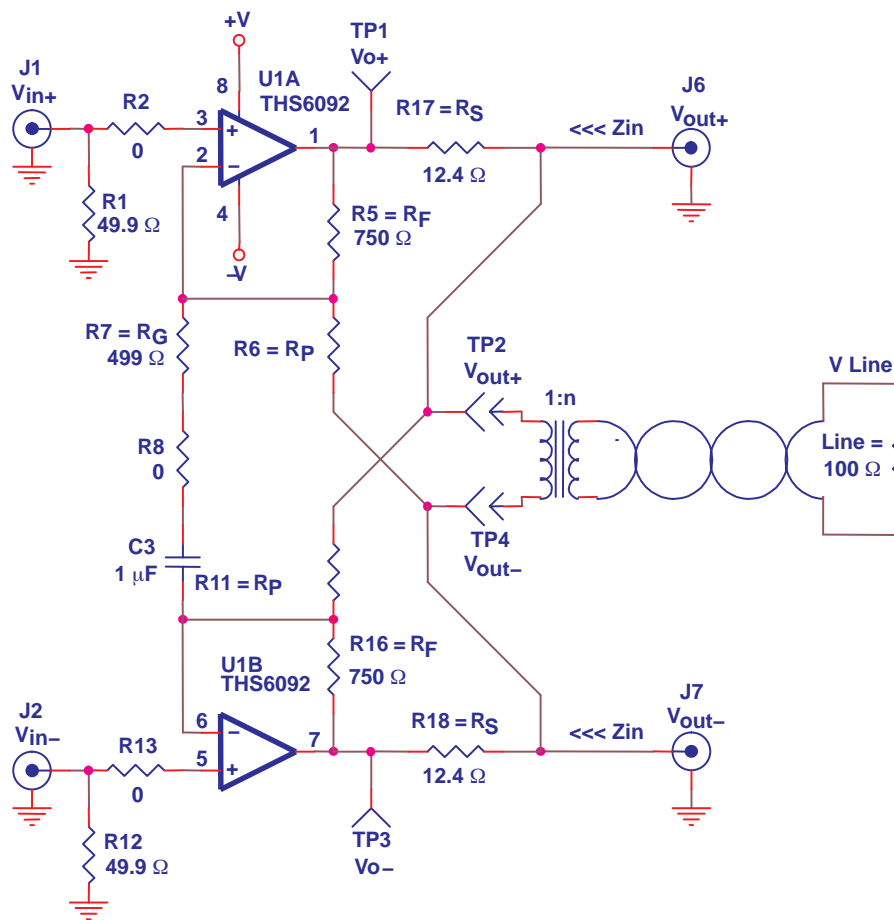 +V
TP1
Vo+
J1
Vin+
U1A
THS6092
8
J6
Vout+
R2
0
3
+
1
2
−
R17 = RS
12.4 Ω
<<< Zin
R1
49.9 Ω
4
−V
R5 = RF
750 Ω
R7 = RG
499 Ω
R6 = RP
TP2
Vout+
V Line
1:n
R8
0
Line =
100 Ω
TP4
Vout−
C3
1 µF
R11 = RP
R16 = RF
750 Ω
U1B
THS6092
J2
Vin−
R13
0
6
−
5
+
7
R18 = RS
12.4 Ω
<<< Zin
J7
Vout−
R12
49.9 Ω
TP3
Vo−